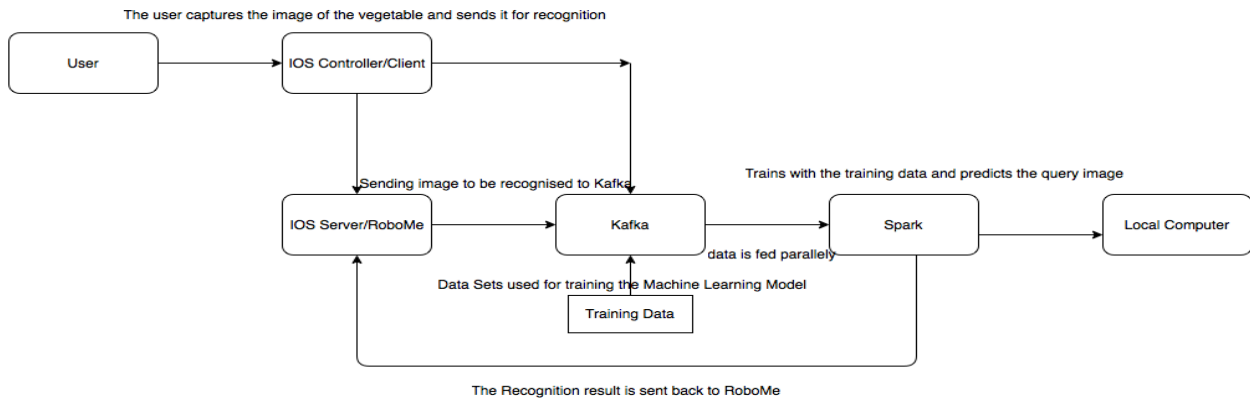 The user captures the image of the vegetable and sends it for recognition
User
IOS Controller/Client
Sending image to be recognised to Kafka
Trains with the training data and predicts the query image
IOS Server/RoboMe
Kafka
Spark
Local Computer
data is fed parallely
Data Sets used for training the Machine Learning Model
Training Data
The Recognition result is sent back to RoboMe